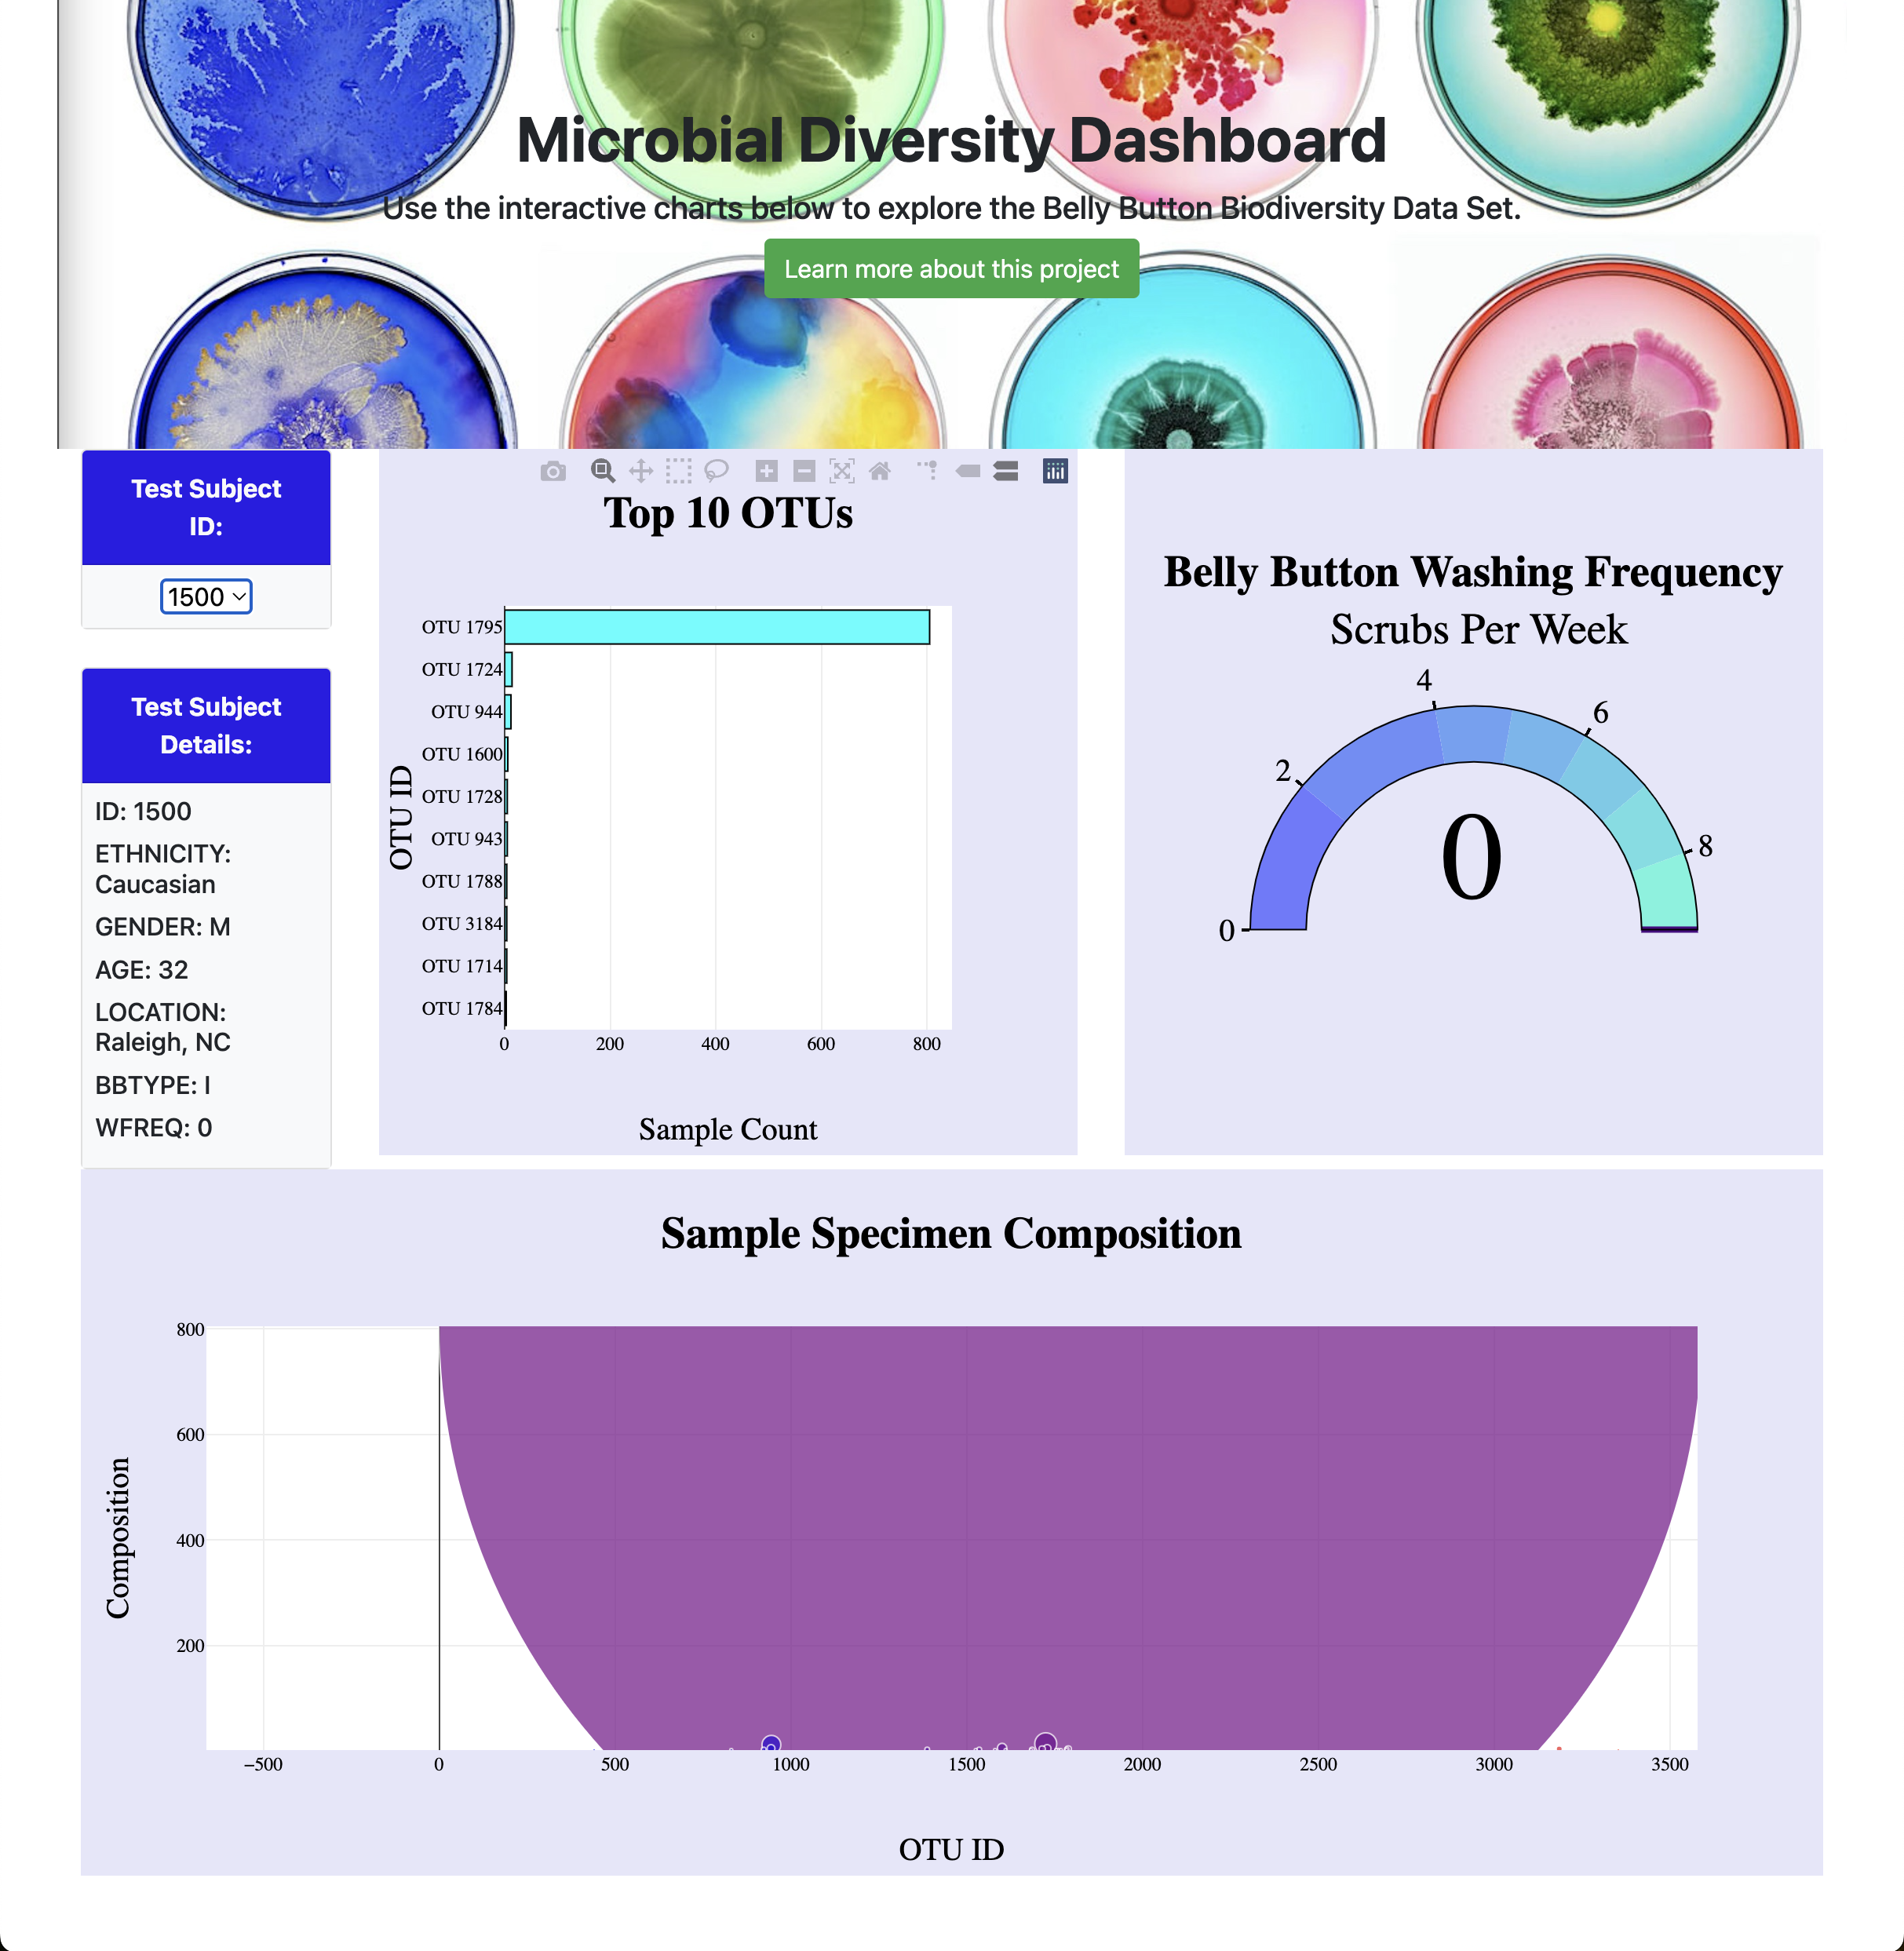 Microbial Diversity Dashboard
Use the interactive charts below to explore the Belly Button Biodiversity Data Set.
Learn more about this project
Test Subject
ID:
1500
Test Subject
Details:
ID: 1500
ETHNICITY:
Caucasian
GENDER: M
AGE: 32
LOCATION:
Raleigh, NC
BBTYPE: I
WFREQ: 0
Top 10 OTUs
OTU ID
OTU 1795
OTU 1724
OTU 944
OTU 1600
OTU 1728
OTU 943
OTU 1788
OTU 3184
OTU 1714
OTU 1784
0 200 400 600 800
Sample Count
Belly Button Washing Frequency
Scrubs Per Week
0
2
4
6
8
0
Sample Specimen Composition
Composition
800
600
400
200
−500 0 500 1000 1500 2000 2500 3000 3500
OTU ID